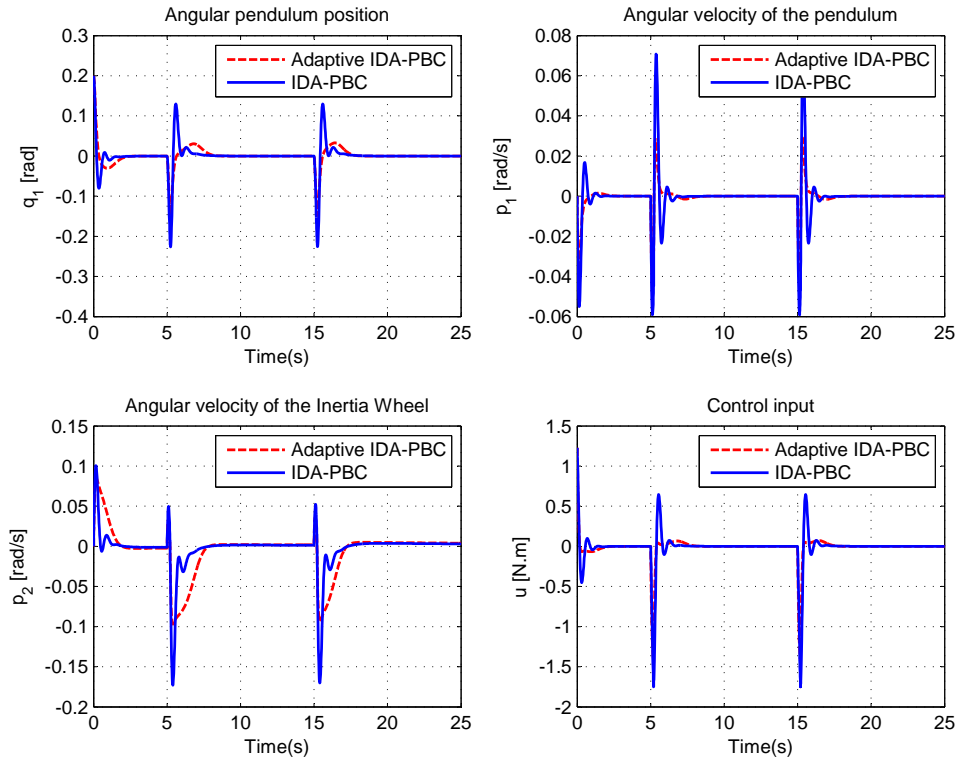 Angular pendulum position
0.3
0.2
0.1
0
-0.1
-0.2
-0.3
-0.4
q1 [rad]
Adaptive IDA-PBC
IDA-PBC
0 5 10 15 20 25
Time(s)
Angular velocity of the pendulum
0.08
0.06
0.04
0.02
0
-0.02
-0.04
-0.06
p1 [rad/s]
Adaptive IDA-PBC
IDA-PBC
0 5 10 15 20 25
Time(s)
Angular velocity of the Inertia Wheel
0.15
0.1
0.05
0
-0.05
-0.1
-0.15
-0.2
p2 [rad/s]
Adaptive IDA-PBC
IDA-PBC
0 5 10 15 20 25
Time(s)
Control input
1.5
1
0.5
0
-0.5
-1
-1.5
-2
u [N.m]
Adaptive IDA-PBC
IDA-PBC
0 5 10 15 20 25
Time(s)